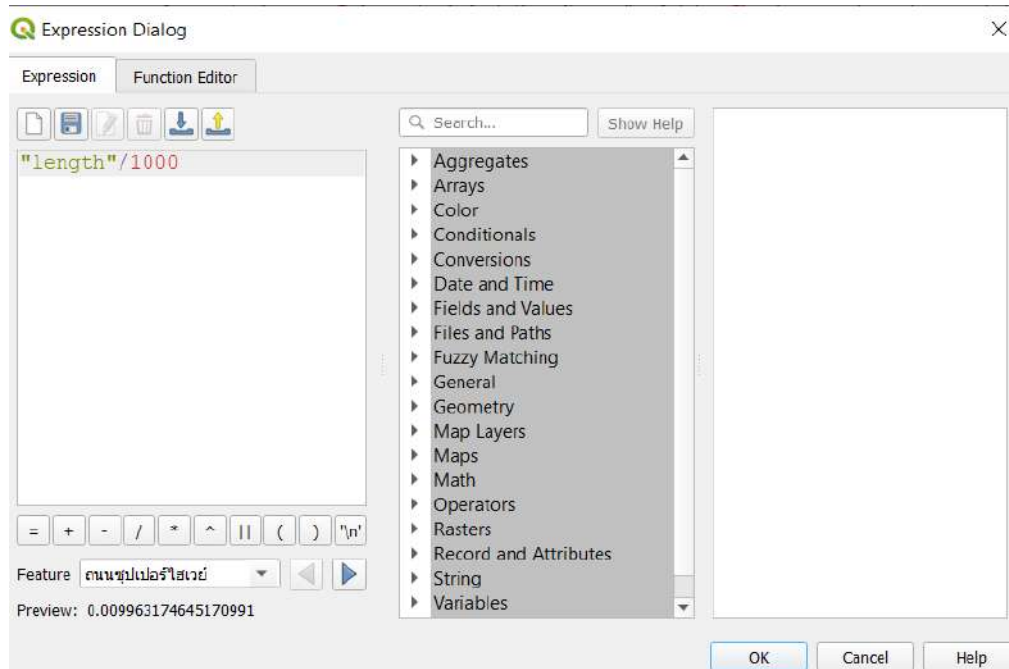 Expression Dialog
Expression
Function Editor
"length"/1000
Search...
Show Help
Aggregates
Arrays
Color
Conditionals
Conversions
Date and Time
Fields and Values
Files and Paths
Fuzzy Matching
General
Geometry
Map Layers
Maps
Math
Operators
Rasters
Record and Attributes
String
Variables
= + - / * ^ || ( ) '\n'
Feature ถนนซุปเปอร์ไฮเวย์
Preview: 0.009963174645170991
OK Cancel Help